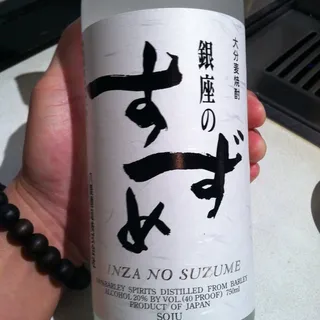 大分麦焼酎
銀座の
すずめ
INZA NO SUZUME
BARLEY SPIRITS DISTILLED FROM BARLEY
ALCOHOL 20% BY VOL.(40 PROOF) 750ml
PRODUCT OF JAPAN
SOJU